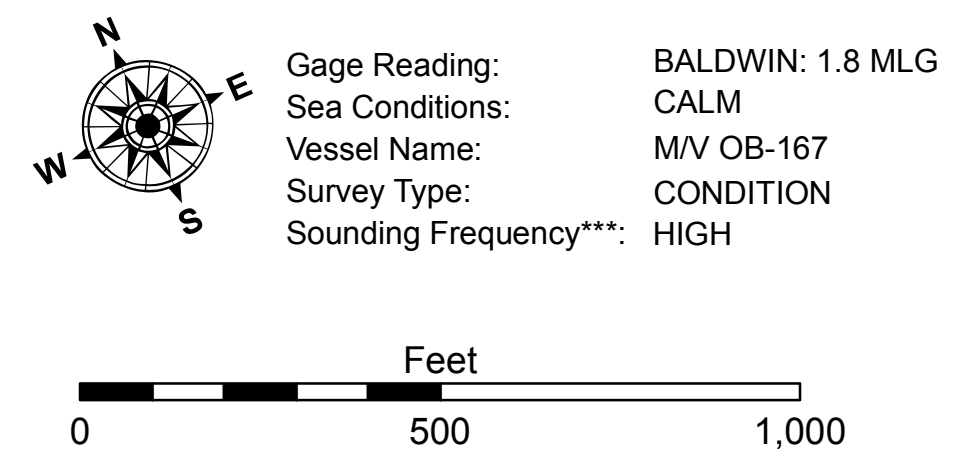 N
E
W
S
Gage Reading: BALDWIN: 1.8 MLG
Sea Conditions: CALM
Vessel Name: M/V OB-167
Survey Type: CONDITION
Sounding Frequency***: HIGH
Feet
0 500 1,000